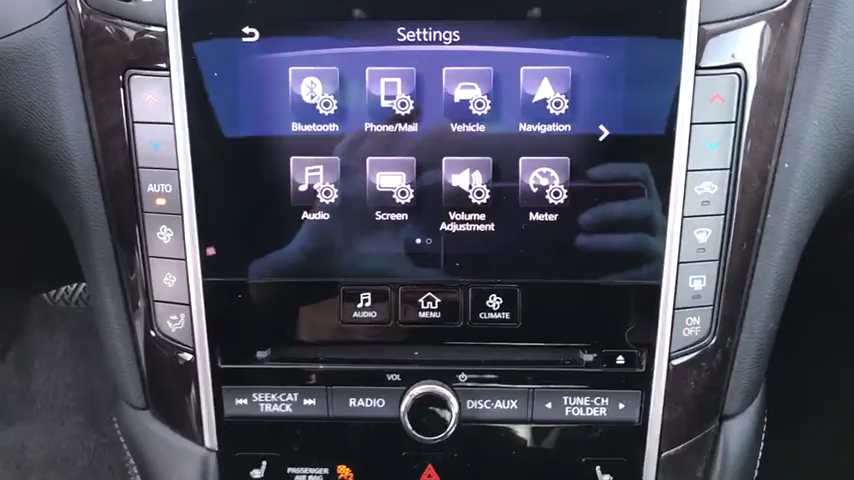 Settings
Bluetooth
Phone/Mail
Vehicle
Navigation
Audio
Screen
Volume
Adjustment
Meter
AUTO
AUDIO
MENU
CLIMATE
ON
OFF
VOL
SEEK·CAT
TRACK
RADIO
DISC·AUX
TUNE·CH
FOLDER
PASSENGER
AIR BAG